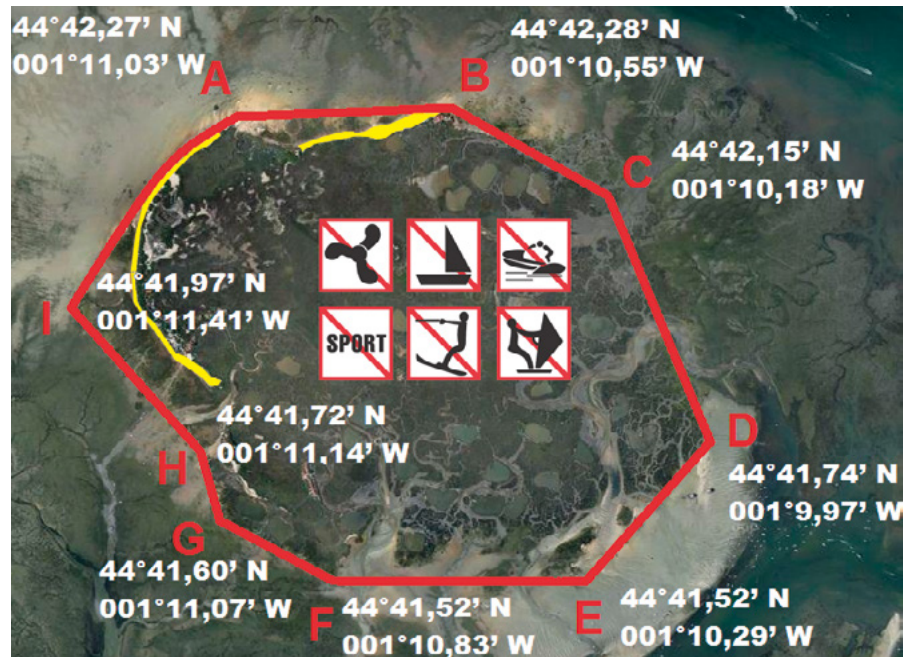 44°42,27' N
001°11,03' W
A
B
44°42,28' N
001°10,55' W
C
44°42,15' N
001°10,18' W
I
44°41,97' N
001°11,41' W
SPORT
44°41,72' N
001°11,14' W
H
D
44°41,74' N
001°9,97' W
G
44°41,60' N
001°11,07' W
F
44°41,52' N
001°10,83' W
E
44°41,52' N
001°10,29' W